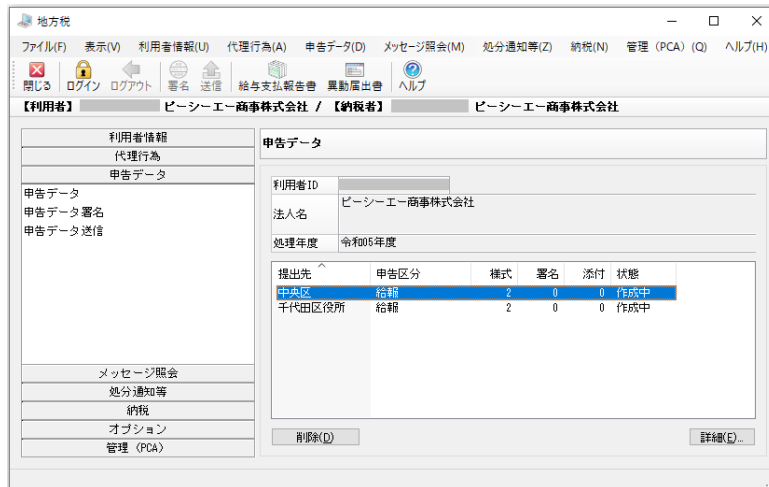 地方税
ファイル(F) 表示(V) 利用者情報(U) 代理行為(A) 申告データ(D) メッセージ照会(M) 処分通知等(Z) 納税(N) 管理（PCA）(Q) ヘルプ(H)
閉じる ログイン ログアウト 署名 送信 給与支払報告書 異動届出書 ヘルプ
【利用者】 ピーシーエー商事株式会社 / 【納税者】 ピーシーエー商事株式会社
利用者情報
代理行為
申告データ
申告データ
申告データ署名
申告データ送信
メッセージ照会
処分通知等
納税
オプション
管理（PCA）
申告データ
利用者ID
法人名 ピーシーエー商事株式会社
処理年度 令和05年度
提出先 申告区分 様式 署名 添付 状態
中央区 給報 2 0 0 作成中
千代田区役所 給報 2 0 0 作成中
削除(D) 詳細(E)...